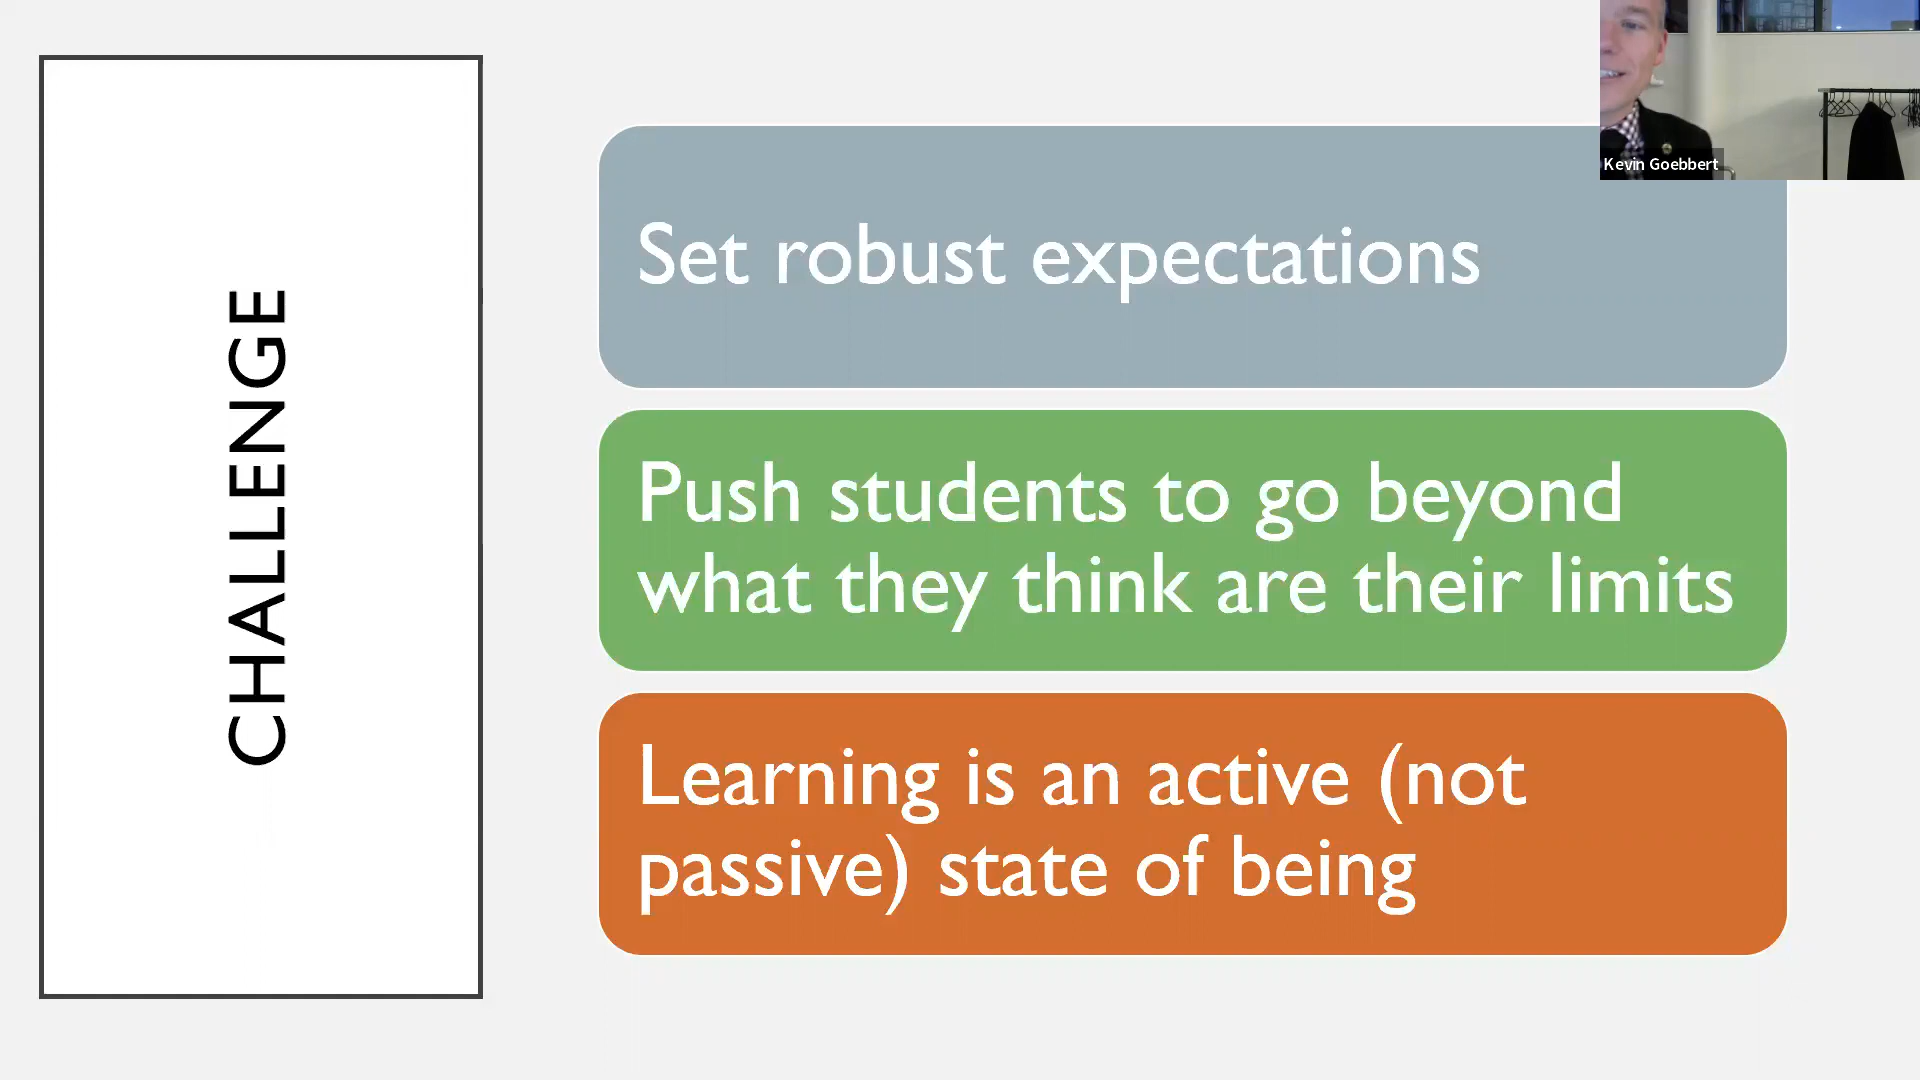 CHALLENGE
Set robust expectations
Push students to go beyond
what they think are their limits
Learning is an active (not
passive) state of being
Kevin Goebbert